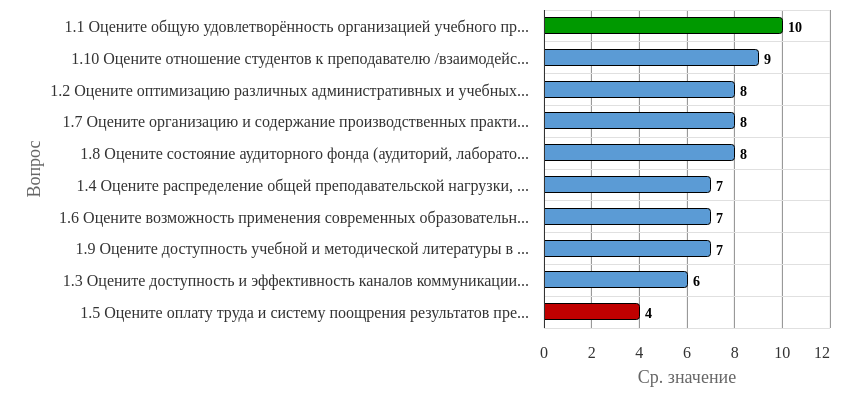 1.1 Оцените общую удовлетворённость организацией учебного пр... 10
1.10 Оцените отношение студентов к преподавателю /взаимодейс... 9
1.2 Оцените оптимизацию различных административных и учебных... 8
1.7 Оцените организацию и содержание производственных практи... 8
1.8 Оцените состояние аудиторного фонда (аудиторий, лаборато... 8
1.4 Оцените распределение общей преподавательской нагрузки, ... 7
1.6 Оцените возможность применения современных образовательн... 7
1.9 Оцените доступность учебной и методической литературы в ... 7
1.3 Оцените доступность и эффективность каналов коммуникации... 6
1.5 Оцените оплату труда и систему поощрения результатов пре... 4
Вопрос
0 2 4 6 8 10 12
Ср. значение